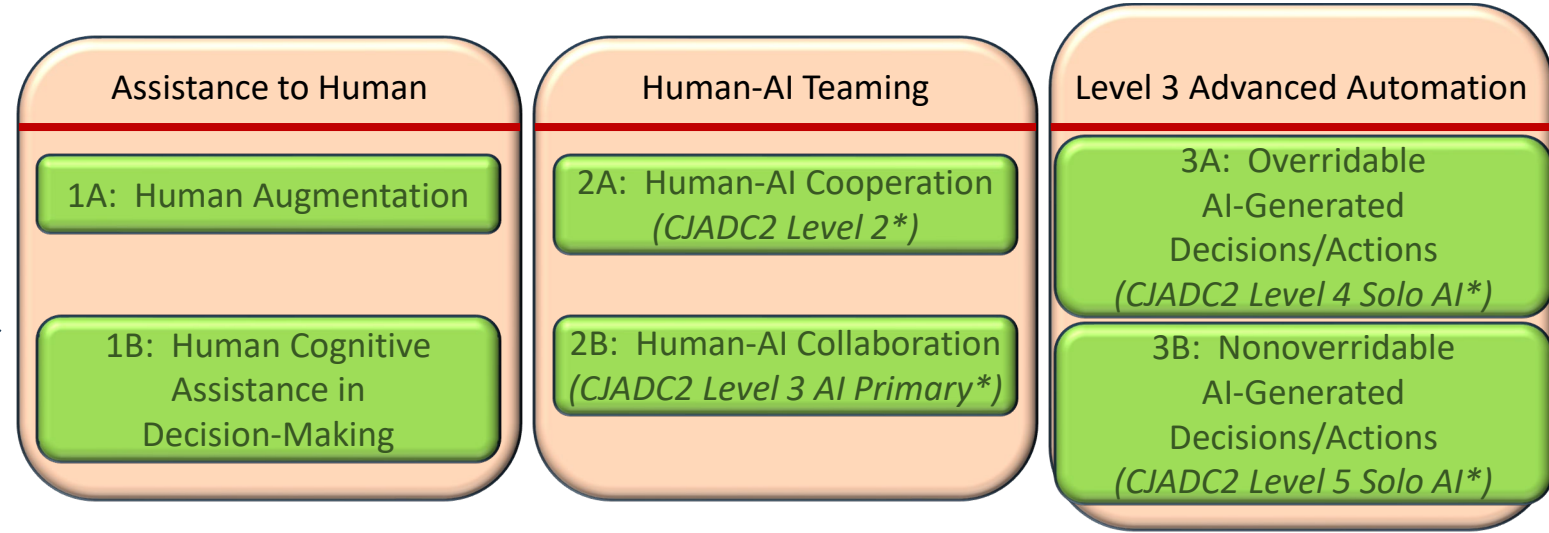 Assistance to Human
1A: Human Augmentation
1B: Human Cognitive
Assistance in
Decision-Making
Human-AI Teaming
2A: Human-AI Cooperation
(CJADC2 Level 2*)
2B: Human-AI Collaboration
(CJADC2 Level 3 AI Primary*)
Level 3 Advanced Automation
3A: Overridable
AI-Generated
Decisions/Actions
(CJADC2 Level 4 Solo AI*)
3B: Nonoverridable
AI-Generated
Decisions/Actions
(CJADC2 Level 5 Solo AI*)